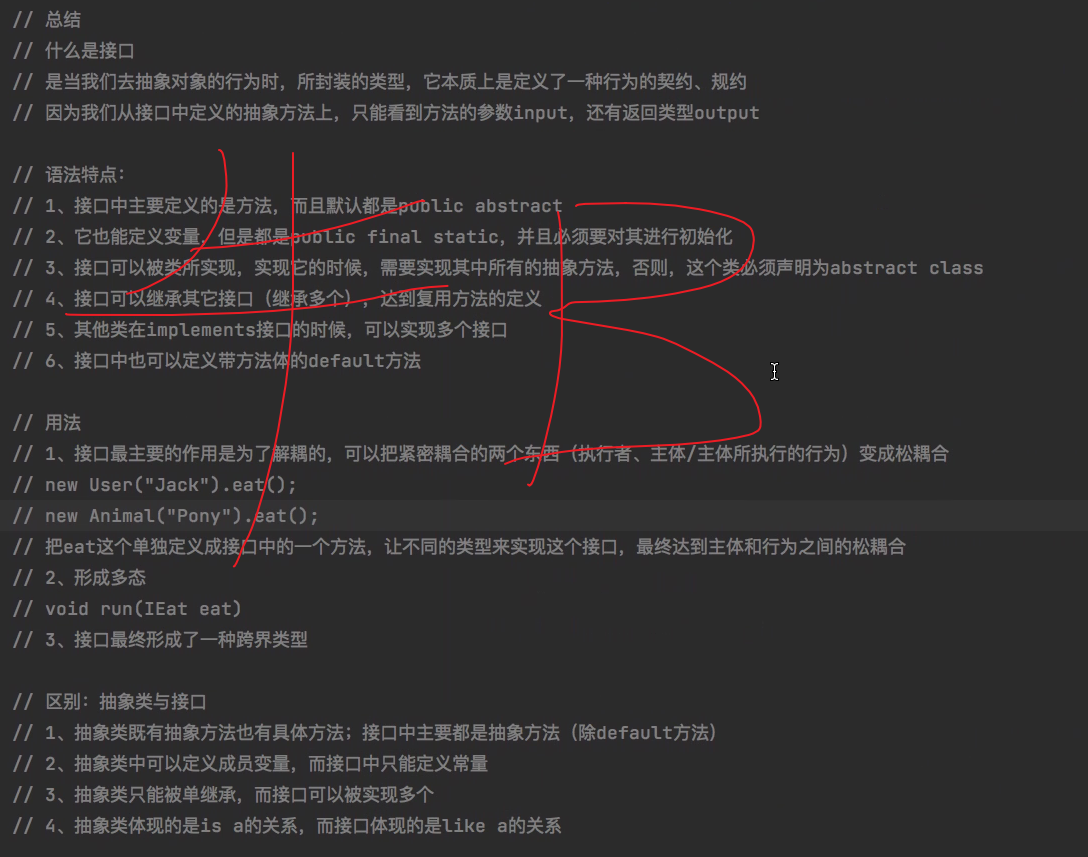 // 总结
// 什么是接口
// 是当我们去抽象对象的行为时，所封装的类型，它本质上是定义了一种行为的契约、规约
// 因为我们从接口中定义的抽象方法上，只能看到方法的参数input，还有返回类型output
// 语法特点：
// 1、接口中主要定义的是方法，而且默认都是public abstract
// 2、它也能定义变量，但是都是public final static，并且必须要对其进行初始化
// 3、接口可以被类所实现，实现它的时候，需要实现其中所有的抽象方法，否则，这个类必须声明为abstract class
// 4、接口可以继承其它接口（继承多个），达到复用方法的定义
// 5、其他类在implements接口的时候，可以实现多个接口
// 6、接口中也可以定义带方法体的default方法
// 用法
// 1、接口最主要的作用是为了解耦的，可以把紧密耦合的两个东西（执行者、主体/主体所执行的行为）变成松耦合
// new User("Jack").eat();
// new Animal("Pony").eat();
// 把eat这个单独定义成接口中的一个方法，让不同的类型来实现这个接口，最终达到主体和行为之间的松耦合
// 2、形成多态
// void run(IEat eat)
// 3、接口最终形成了一种跨界类型
// 区别：抽象类与接口
// 1、抽象类既有抽象方法也有具体方法；接口中主要都是抽象方法（除default方法）
// 2、抽象类中可以定义成员变量，而接口中只能定义常量
// 3、抽象类只能被单继承，而接口可以被实现多个
// 4、抽象类体现的是is a的关系，而接口体现的是like a的关系